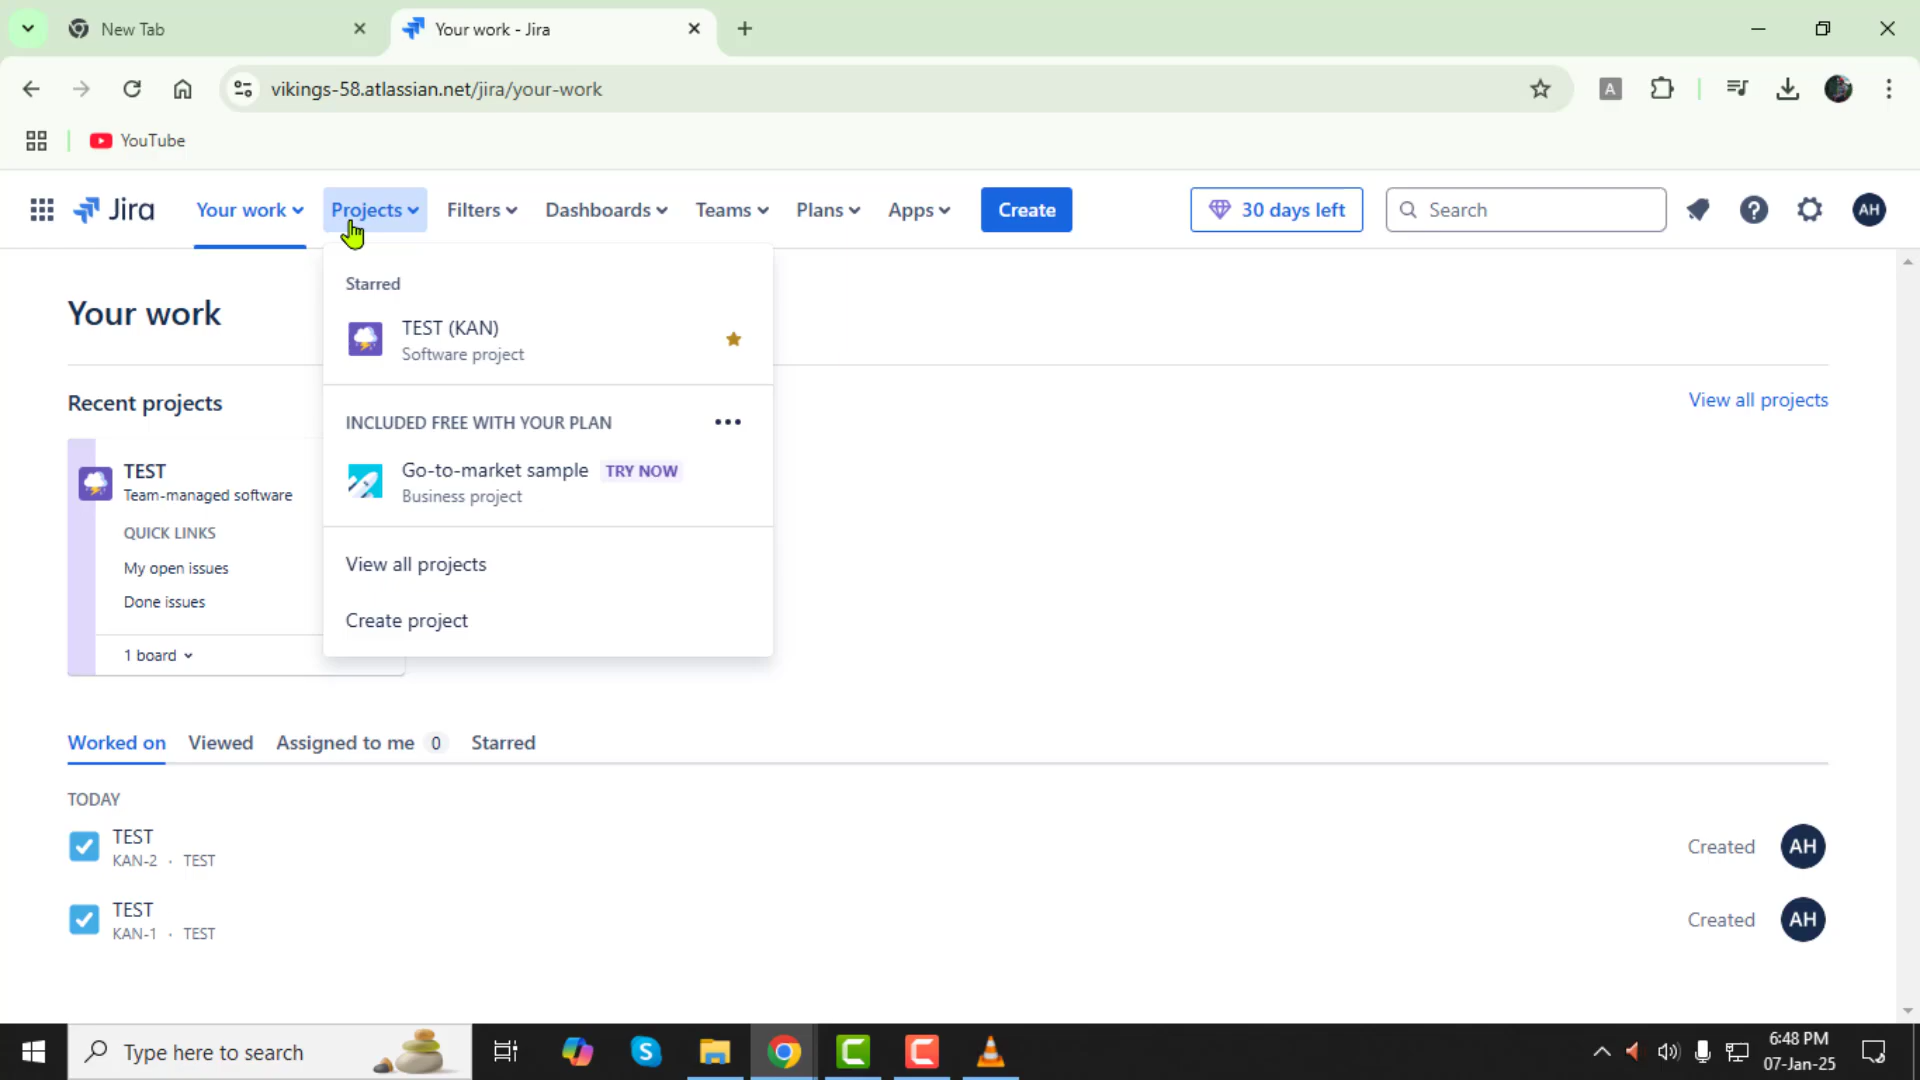 New Tab
Your work - Jira
vikings-58.atlassian.net/jira/your-work
A
YouTube
Jira
Your work
Projects
Filters
Dashboards
Teams
Plans
Apps
Create
30 days left
Search
AH
Your work
Starred
TEST (KAN)
Software project
INCLUDED FREE WITH YOUR PLAN
Go-to-market sample TRY NOW
Business project
View all projects
Create project
Recent projects
View all projects
TEST
Team-managed software
QUICK LINKS
My open issues
Done issues
1 board
Worked on
Viewed
Assigned to me 0
Starred
TODAY
TEST
KAN-2 · TEST
Created
AH
TEST
KAN-1 · TEST
Created
AH
Type here to search
6:48 PM
07-Jan-25